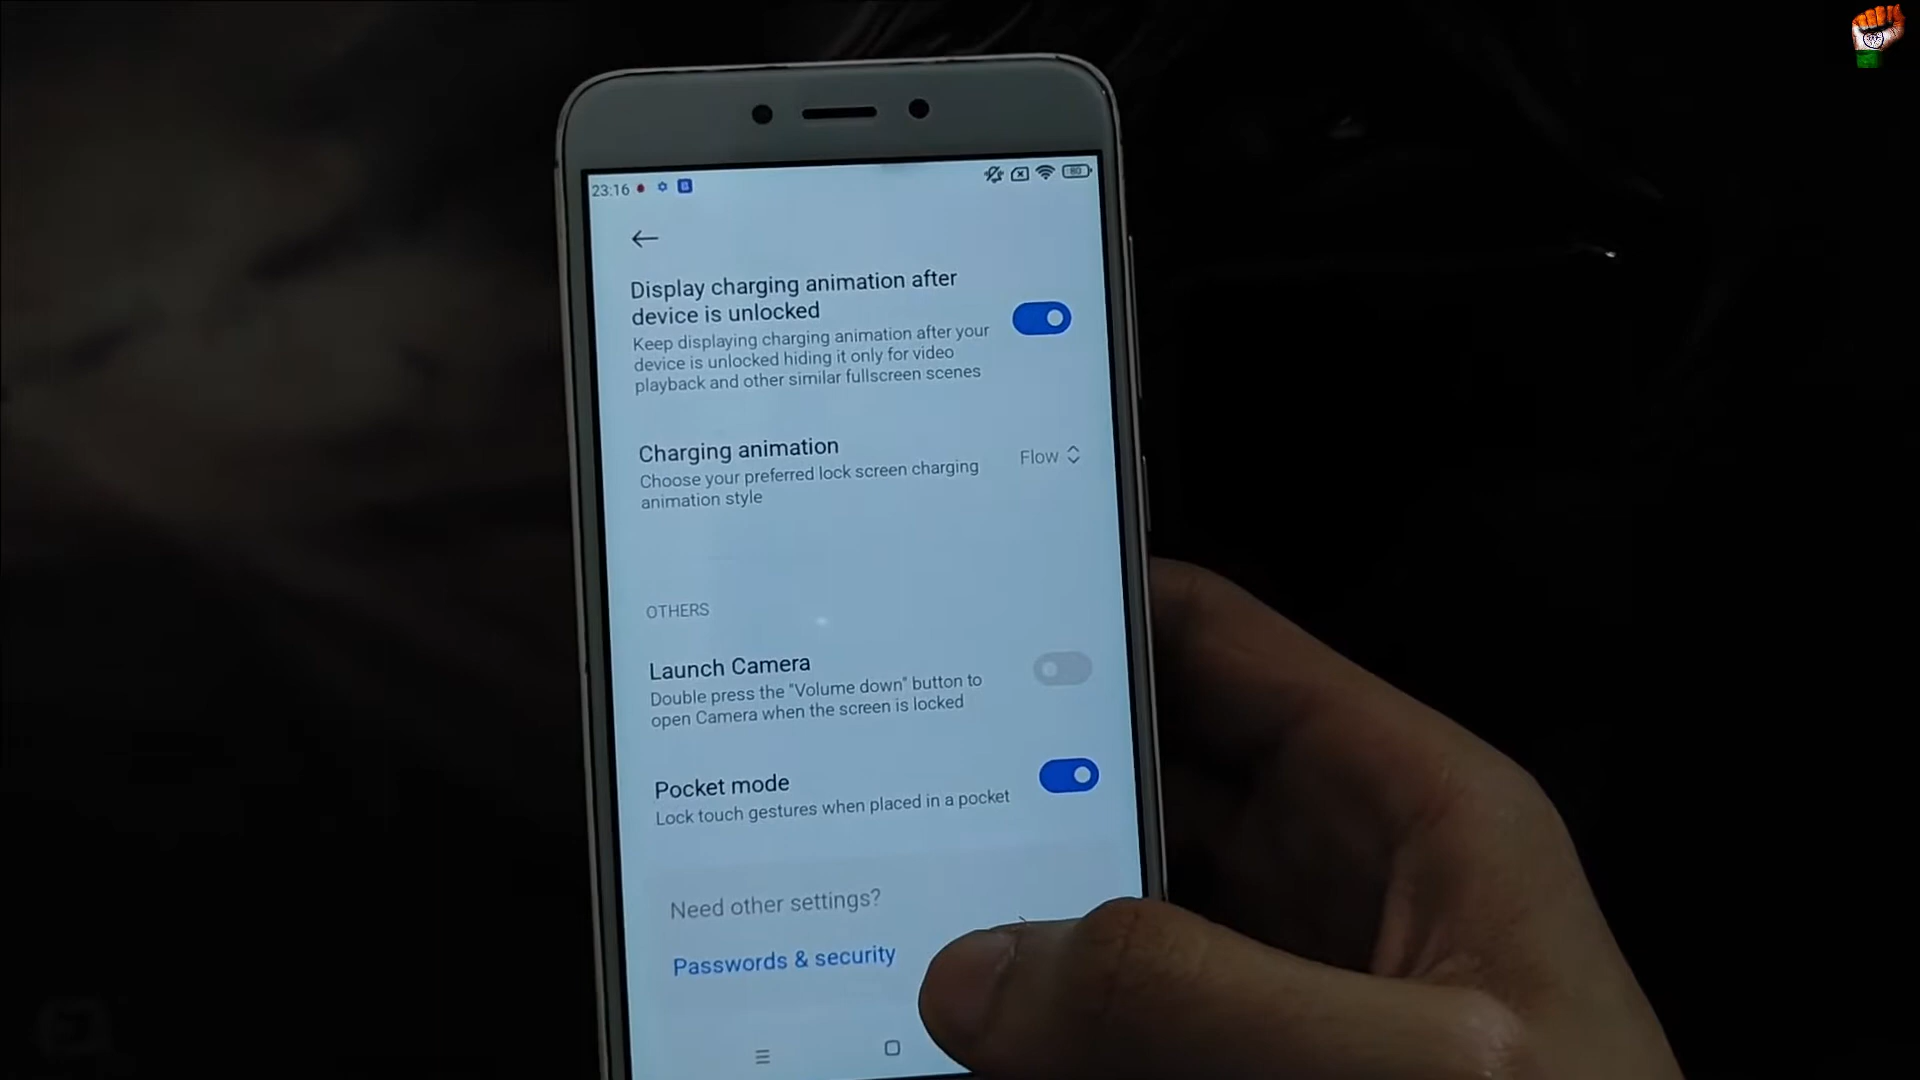 23:16
80
Display charging animation after
device is unlocked
Keep displaying charging animation after your
device is unlocked hiding it only for video
playback and other similar fullscreen scenes
Charging animation
Flow
Choose your preferred lock screen charging
animation style
OTHERS
Launch Camera
Double press the "Volume down" button to
open Camera when the screen is locked
Pocket mode
Lock touch gestures when placed in a pocket
Need other settings?
Passwords & security